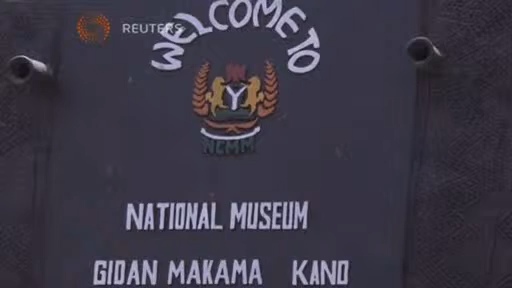 REUTERS
WELCOME TO
NCMM
NATIONAL MUSEUM
GIDAN MAKAMA KANO